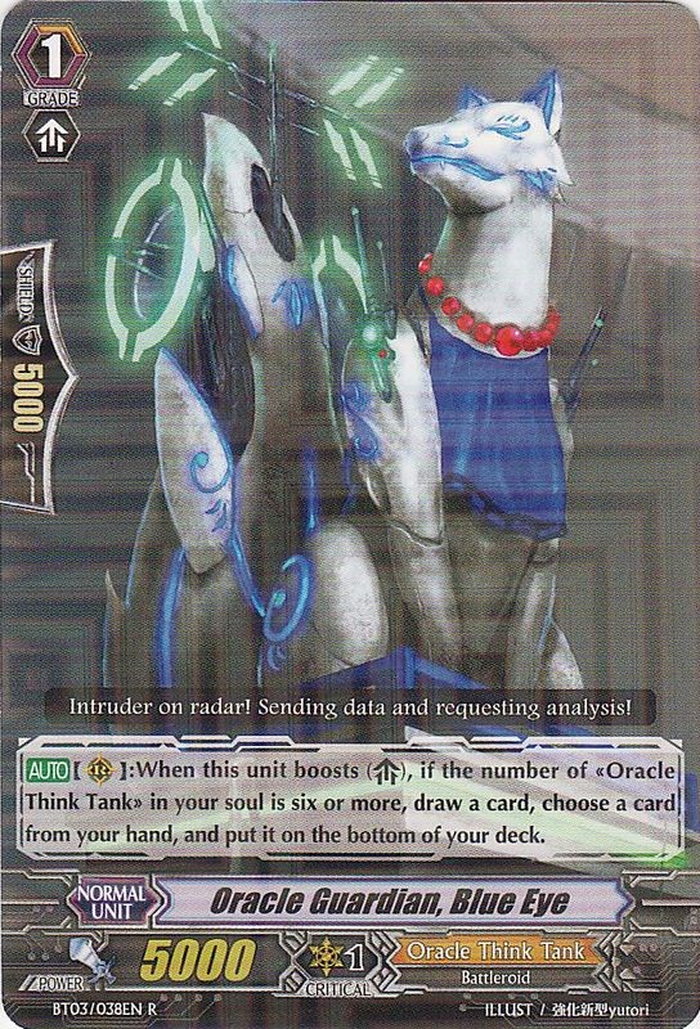 1
GRADE
SHIELD
5000
Intruder on radar! Sending data and requesting analysis!
AUTO [ R ]:When this unit boosts ( ), if the number of «Oracle
Think Tank» in your soul is six or more, draw a card, choose a card
from your hand, and put it on the bottom of your deck.
NORMAL
UNIT
Oracle Guardian, Blue Eye
POWER
5000
1
CRITICAL
Oracle Think Tank
Battleroid
BT03/038EN R
ILLUST / 強化新型yutori